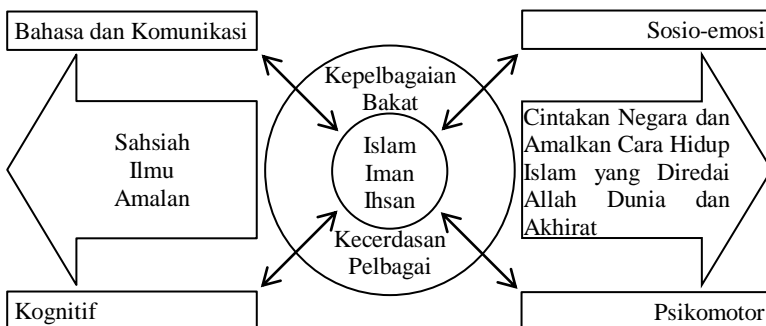 Bahasa dan Komunikasi
Sosio-emosi
Kepelbagaian
Bakat
Sahsiah
Ilmu
Amalan
Islam
Iman
Ihsan
Cintakan Negara dan
Amalkan Cara Hidup
Islam yang Diredai
Allah Dunia dan
Akhirat
Kecerdasan
Pelbagai
Kognitif
Psikomotor